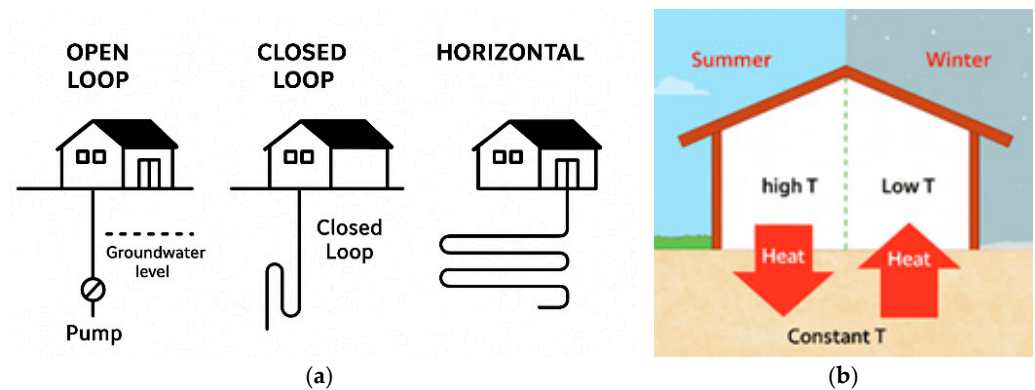 OPEN
LOOP
Groundwater
level
Pump
CLOSED
LOOP
Closed
Loop
HORIZONTAL
(a)
Summer
Winter
high T
Low T
Heat
Heat
Constant T
(b)